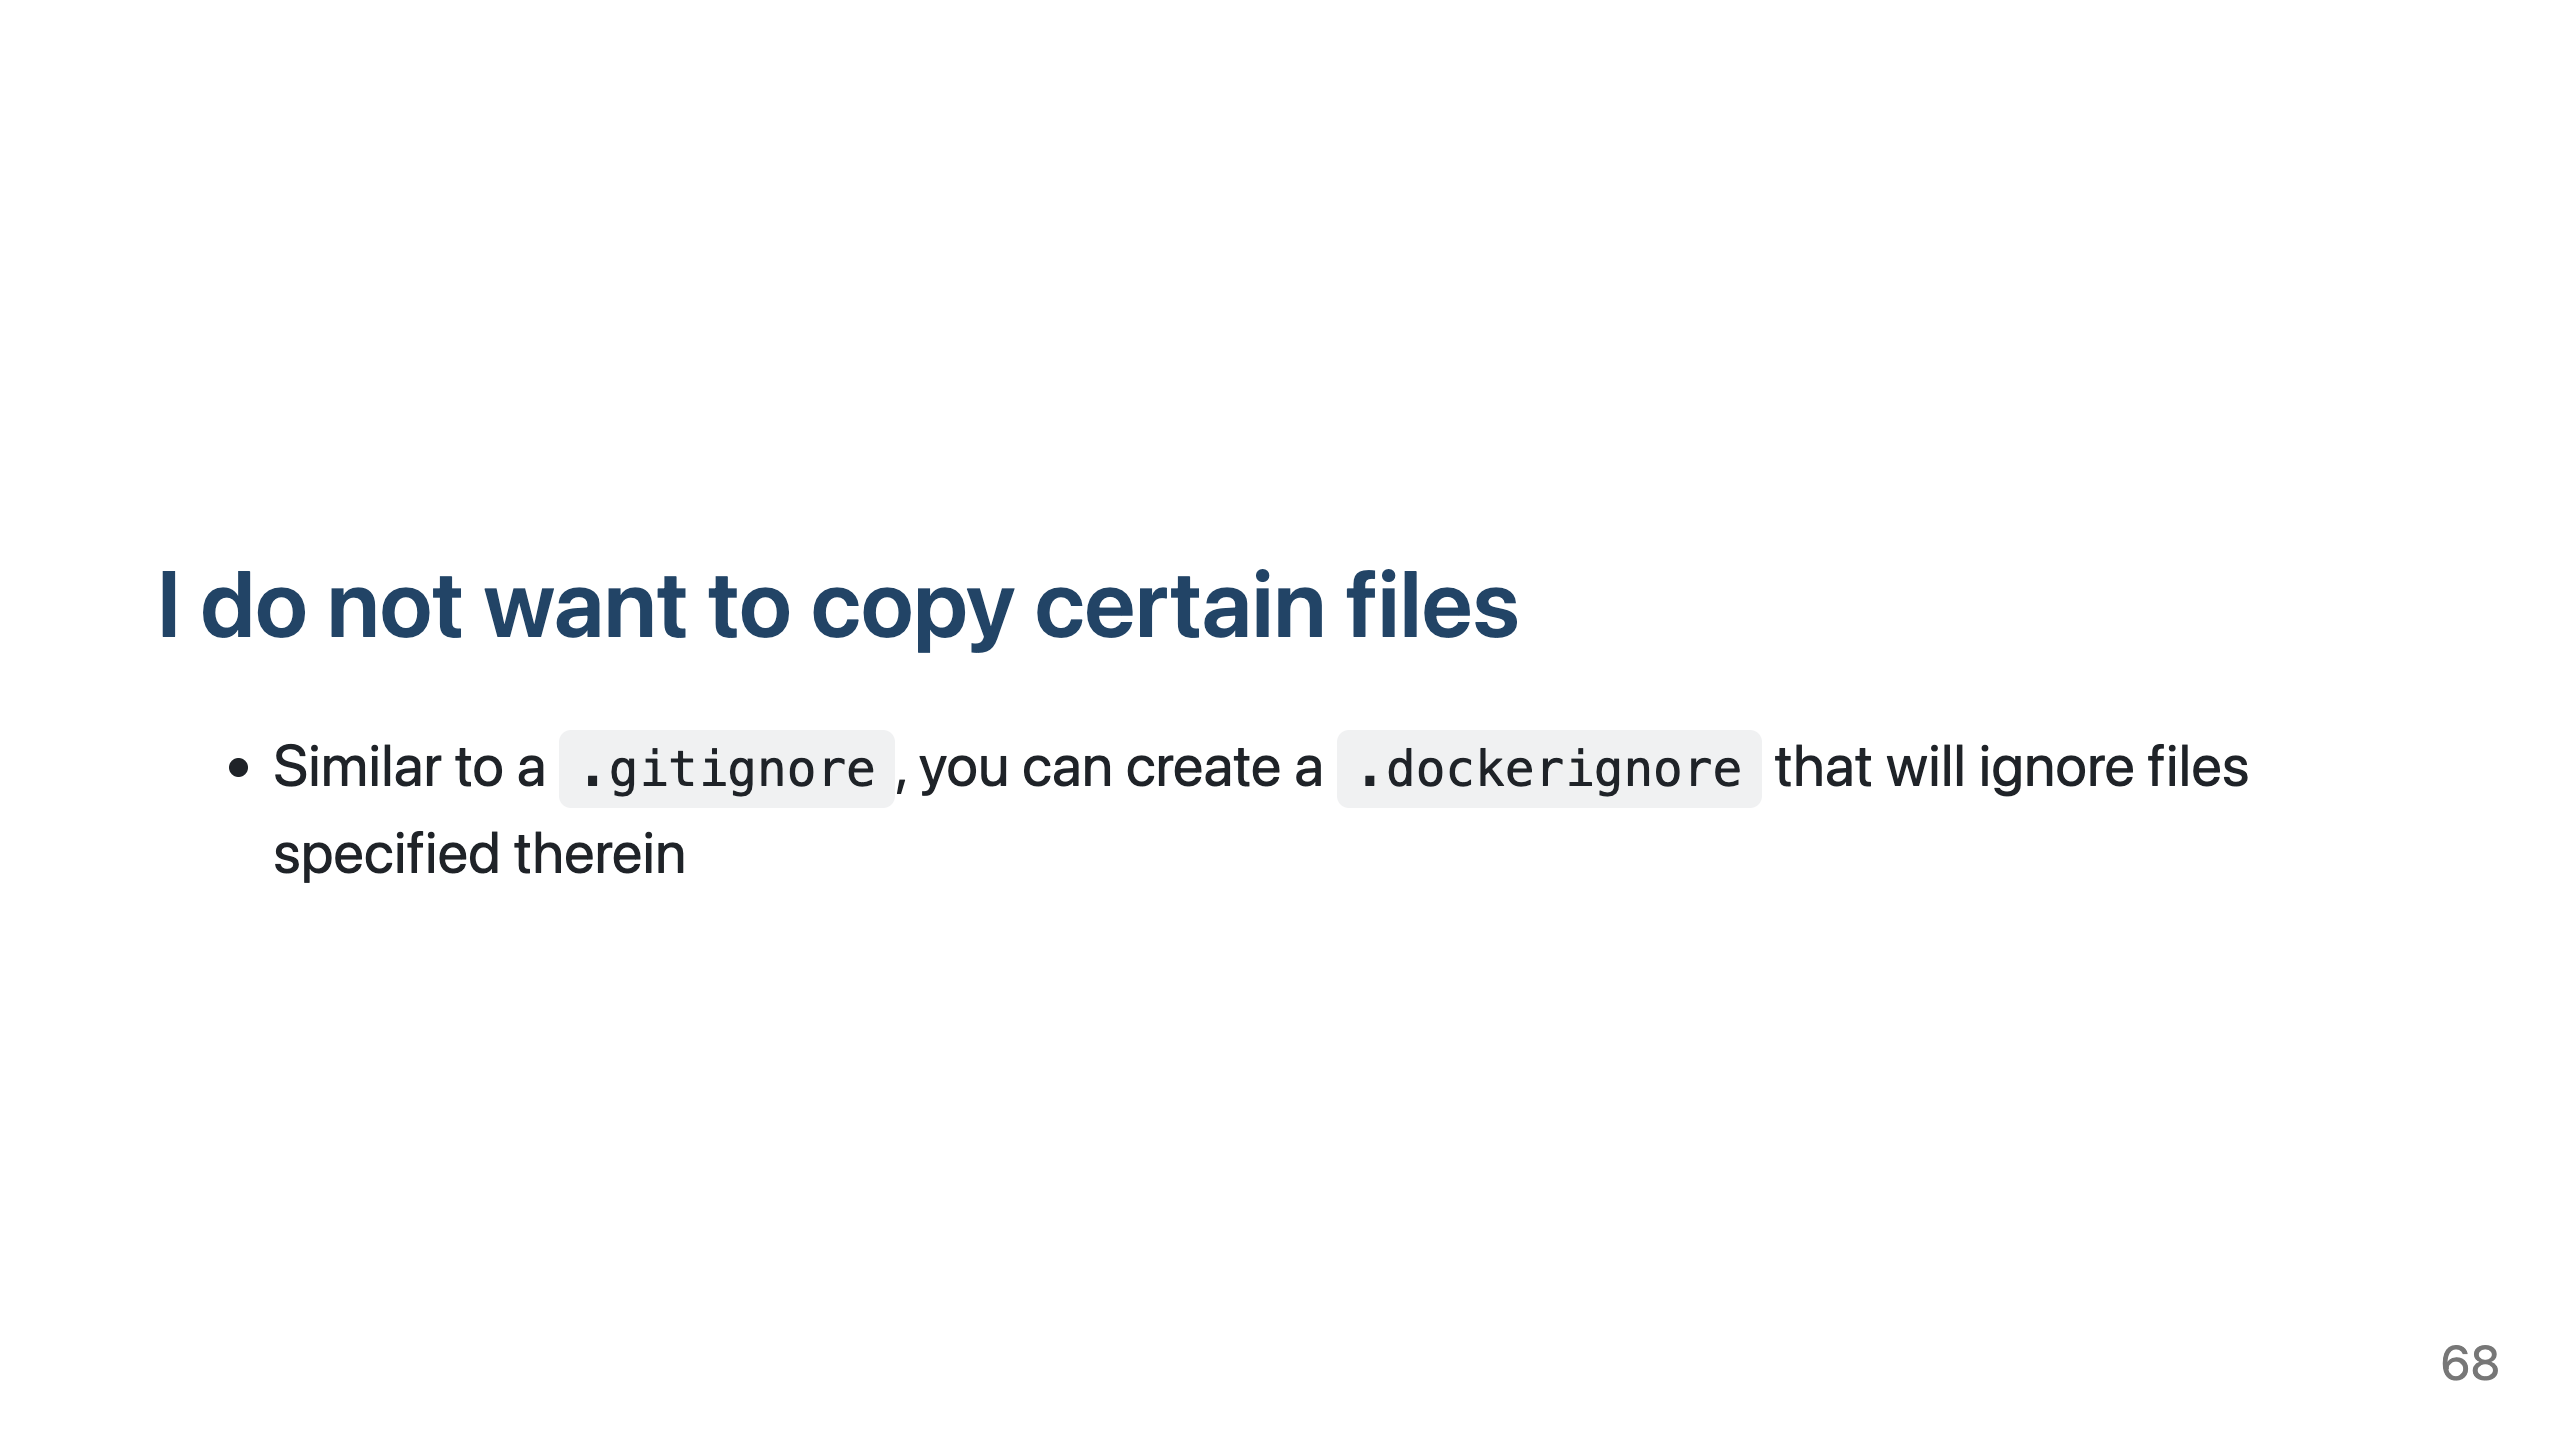 I do not want to copy certain files
• Similar to a .gitignore, you can create a .dockerignore that will ignore files
specified therein
68